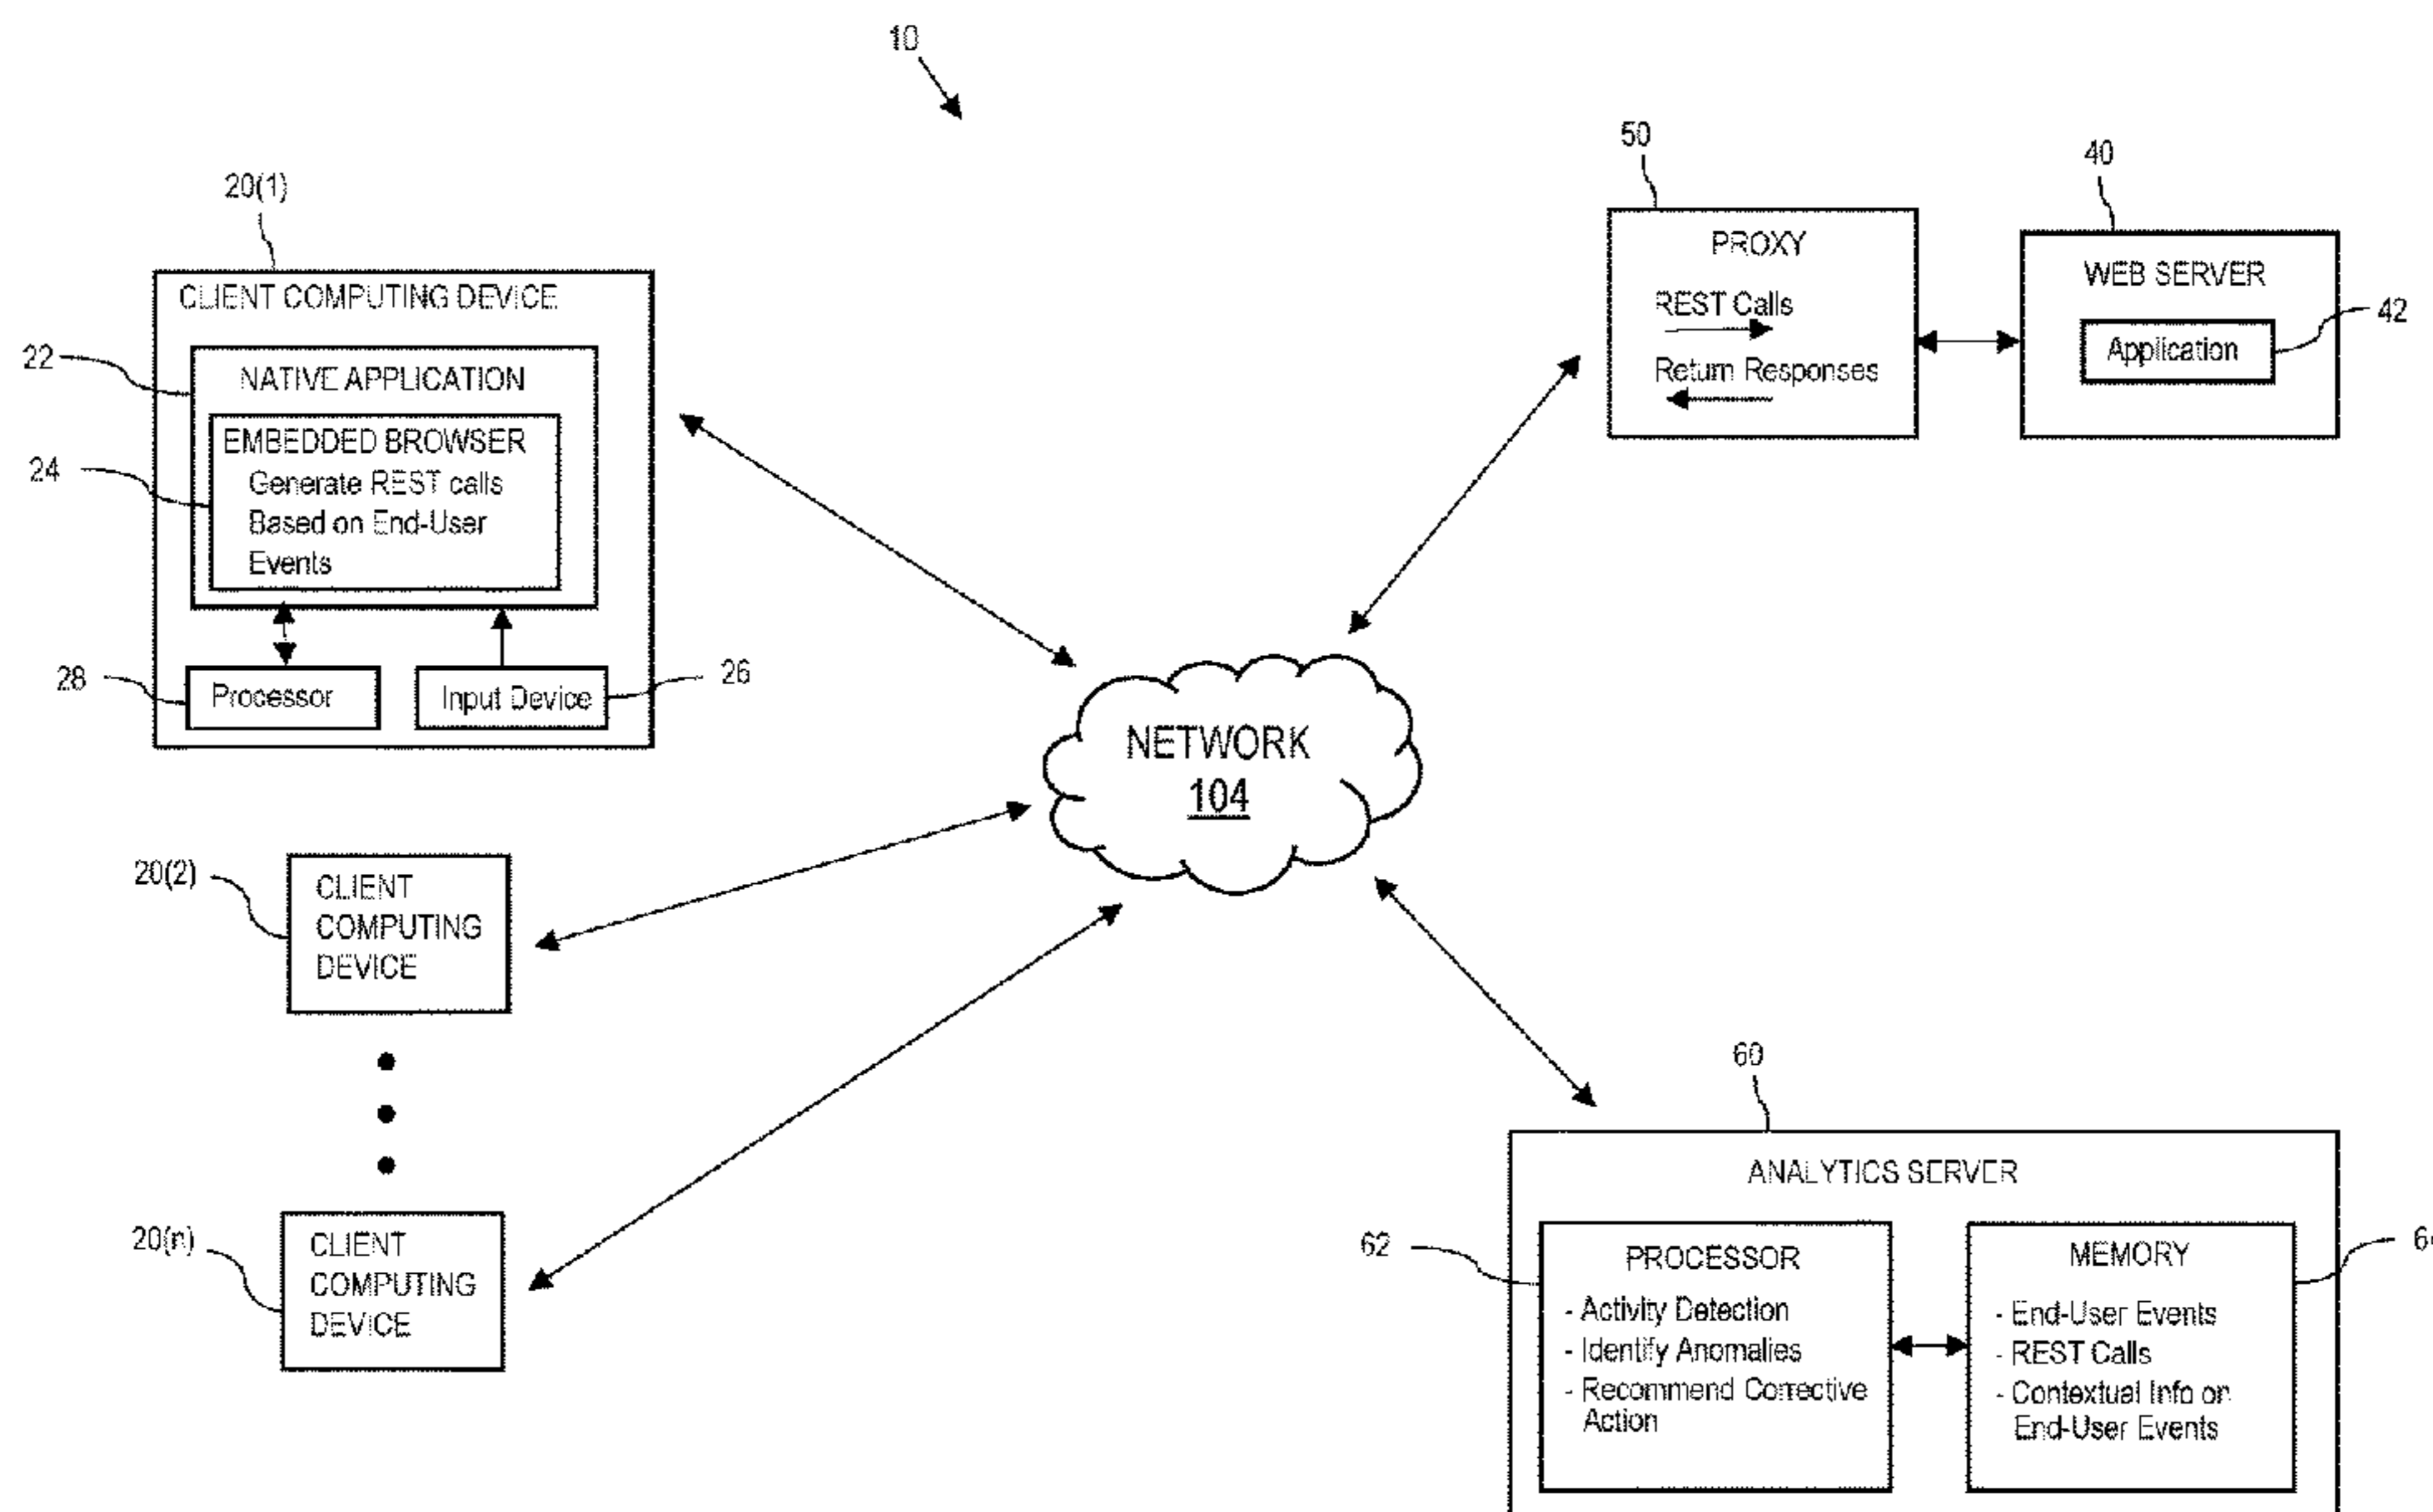 10
20(1)
CLIENT COMPUTING DEVICE
22
NATIVE APPLICATION
24
EMBEDDED BROWSER
Generate REST calls
Based on End-User
Events
28
Processor
Input Device
26
50
PROXY
REST Calls
Return Responses
40
WEB SERVER
Application
42
NETWORK
104
20(2)
CLIENT
COMPUTING
DEVICE
20(n)
CLIENT
COMPUTING
DEVICE
60
ANALYTICS SERVER
62
PROCESSOR
- Activity Detection
- Identify Anomalies
- Recommend Corrective
Action
MEMORY
- End-User Events
- REST Calls
- Contextual Info on
End-User Events